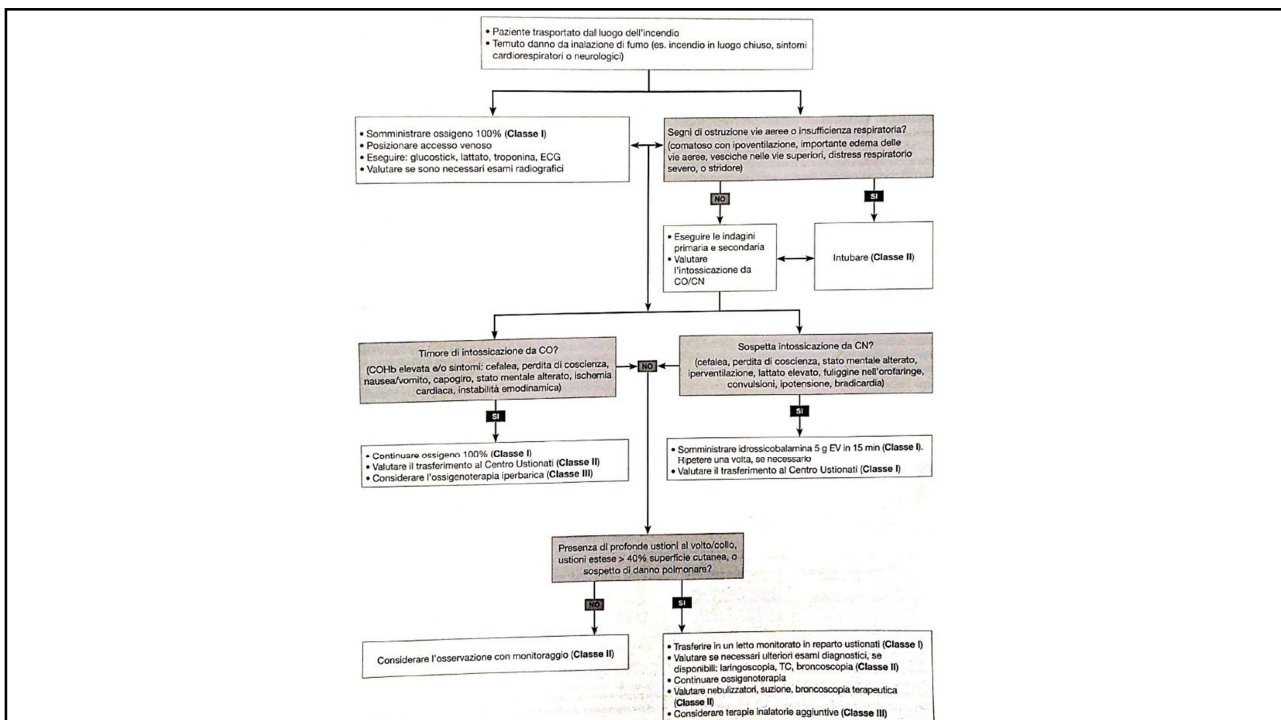 • Paziente trasportato dal luogo dell'incendio
• Temuto danno da inalazione di fumo (es. incendio in luogo chiuso, sintomi
cardiorespiratori o neurologici)
• Somministrare ossigeno 100% (Classe I)
• Posizionare accesso venoso
• Eseguire: glucostick, lattato, troponina, ECG
• Valutare se sono necessari esami radiografici
Segni di ostruzione vie aeree o insufficienza respiratoria?
(comatoso con ipoventilazione, importante edema delle
vie aeree, vesciche nelle vie superiori, distress respiratorio
severo, o stridore)
NO
SI
• Eseguire le indagini
primaria e secondaria
• Valutare
l'intossicazione da
CO/CN
Intubare (Classe II)
Timore di intossicazione da CO?
(COHb elevata e/o sintomi: cefalea, perdita di coscienza,
nausea/vomito, capogiro, stato mentale alterato, ischemia
cardiaca, instabilità emodinamica)
NO
Sospetta intossicazione da CN?
(cefalea, perdita di coscienza, stato mentale alterato,
iperventilazione, lattato elevato, fuliggine nell'orofaringe,
convulsioni, ipotensione, bradicardia)
SI
SI
• Continuare ossigeno 100% (Classe I)
• Valutare il trasferimento al Centro Ustionati (Classe II)
• Considerare l'ossigenoterapia iperbarica (Classe III)
• Somministrare idrossicobalamina 5 g EV in 15 min (Classe I).
Ripetere una volta, se necessario
• Valutare il trasferimento al Centro Ustionati (Classe I)
Presenza di profonde ustioni al volto/collo,
ustioni estese > 40% superficie cutanea, o
sospetto di danno polmonare?
NO
SI
Considerare l'osservazione con monitoraggio (Classe II)
• Trasferire in un letto monitorato in reparto ustionati (Classe I)
• Valutare se necessari ulteriori esami diagnostici, se
disponibili: laringoscopia, TC, broncoscopia (Classe II)
• Continuare ossigenoterapia
• Valutare nebulizzatori, suzione, broncoscopia terapeutica
(Classe II)
• Considerare terapie inalatorie aggiuntive (Classe III)